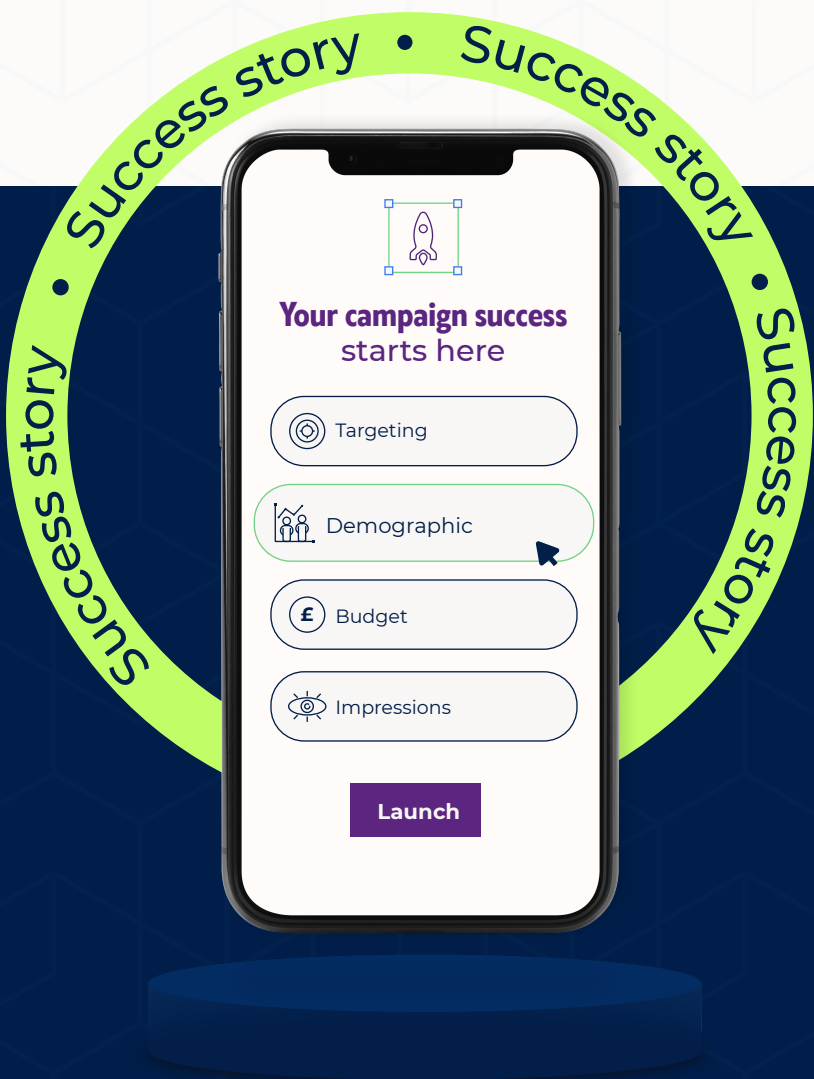 Success story • Success story • Success story • Success story
Your campaign success
starts here
Targeting
Demographic
£ Budget
Impressions
Launch